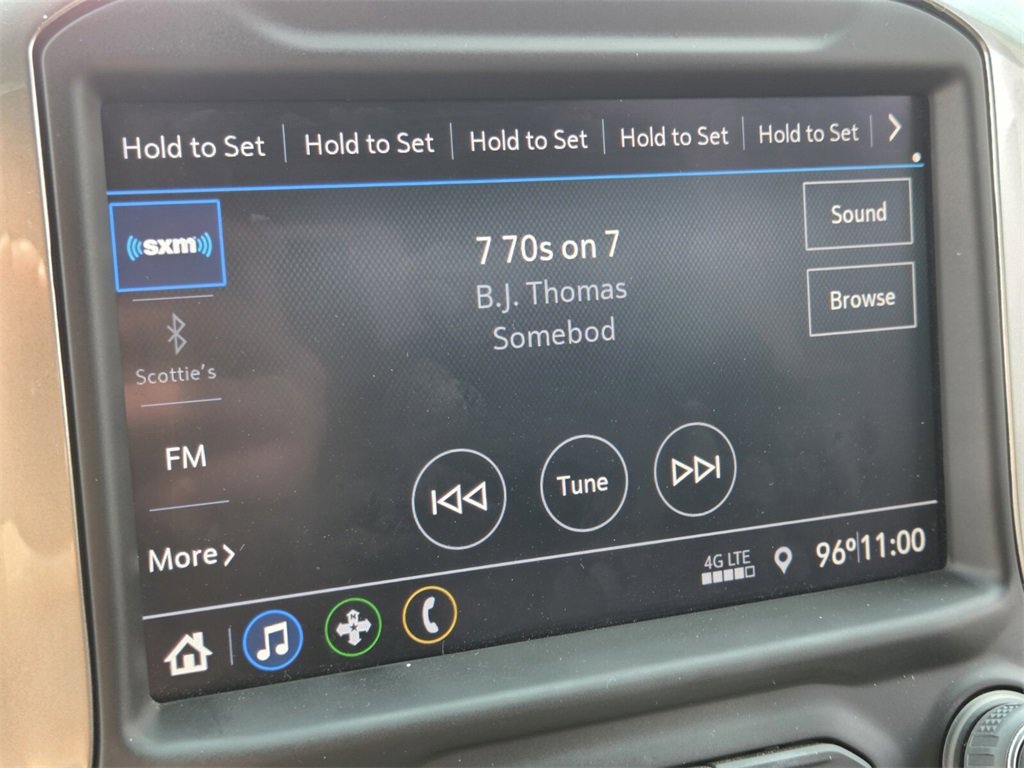 Hold to Set Hold to Set Hold to Set Hold to Set Hold to Set
sxm
7 70s on 7
Sound
B.J. Thomas
Browse
Somebod
Scottie's
FM
Tune
More
4G LTE
96° 11:00